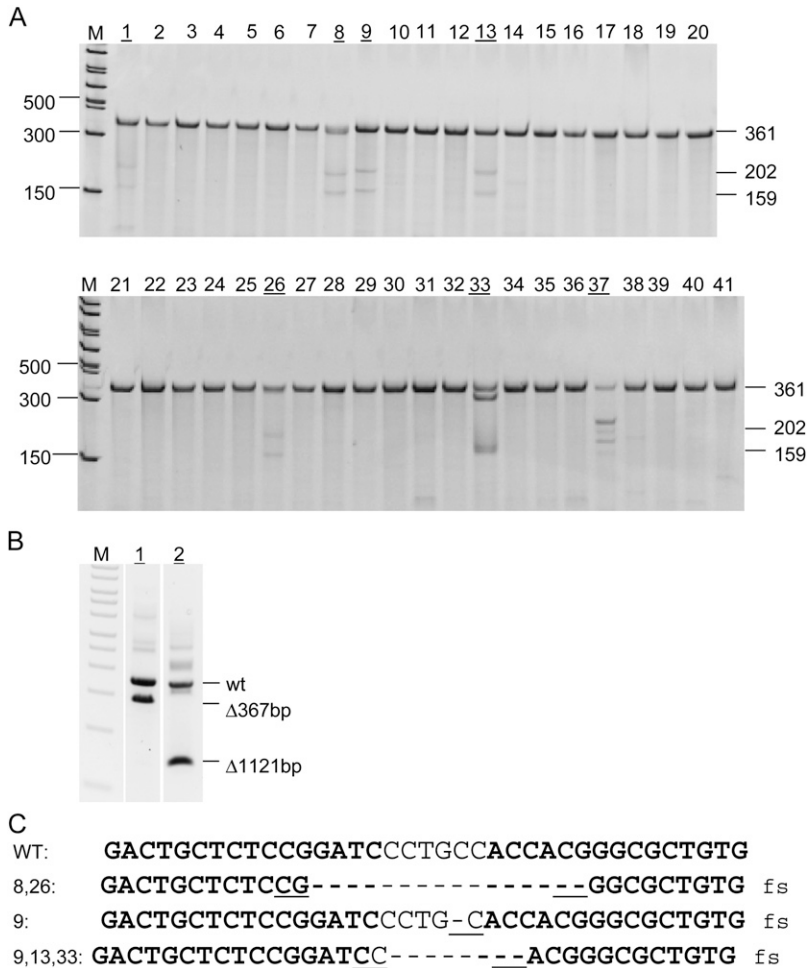 A
M 1 2 3 4 5 6 7 8 9 10 11 12 13 14 15 16 17 18 19 20
500
300
150
361
202
159
M 21 22 23 24 25 26 27 28 29 30 31 32 33 34 35 36 37 38 39 40 41
500
300
150
361
202
159
B
M 1 2
wt
Δ367bp
Δ1121bp
C
WT: GACTGCTCTCCGGATCCCTGCCACCACGGGCGCTGTG
8,26: GACTGCTCTCCG----------------GGCGCTGTG fs
9: GACTGCTCTCCGGATCCCTG-CACCACGGGCGCTGTG fs
9,13,33: GACTGCTCTCCGGATCC--------ACGGGCGCTGTG fs